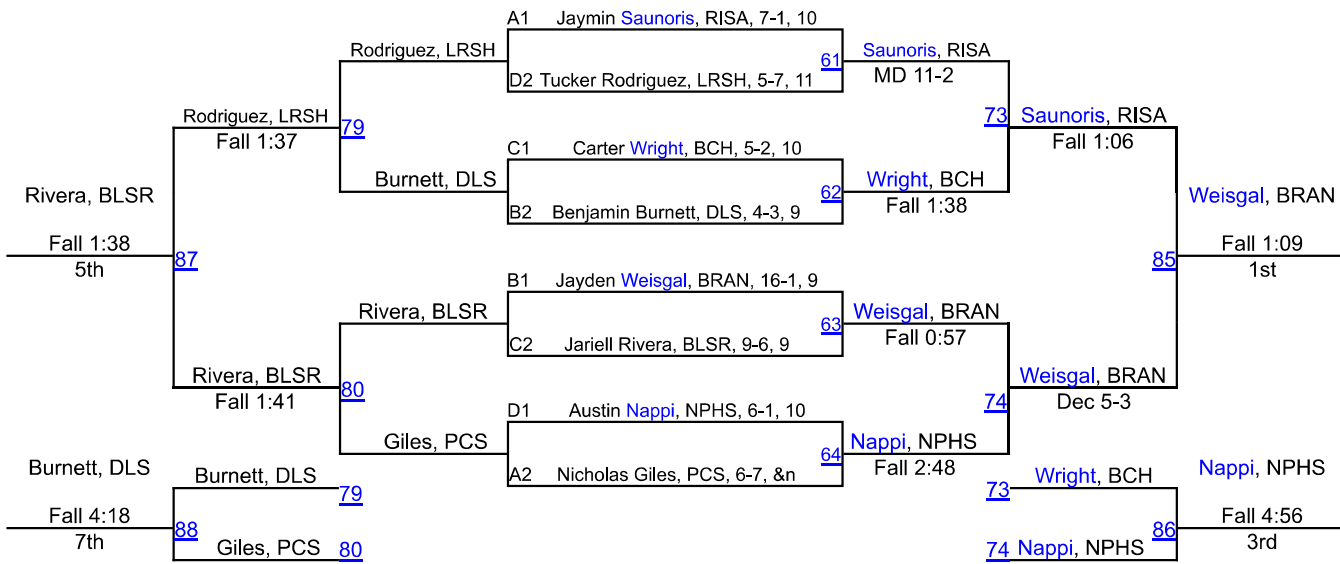 A1 Jaymin Saunoris, RISA, 7-1, 10
Rodriguez, LRSH
61
Saunoris, RISA
MD 11-2
D2 Tucker Rodriguez, LRSH, 5-7, 11
Rodriguez, LRSH
Fall 1:37
79
73
Saunoris, RISA
Fall 1:06
C1 Carter Wright, BCH, 5-2, 10
Burnett, DLS
62
Wright, BCH
Fall 1:38
B2 Benjamin Burnett, DLS, 4-3, 9
Rivera, BLSR
Fall 1:38
5th
87
85
Weisgal, BRAN
Fall 1:09
1st
B1 Jayden Weisgal, BRAN, 16-1, 9
Rivera, BLSR
63
Weisgal, BRAN
Fall 0:57
C2 Jariell Rivera, BLSR, 9-6, 9
Rivera, BLSR
Fall 1:41
80
74
Weisgal, BRAN
Dec 5-3
D1 Austin Nappi, NPHS, 6-1, 10
Giles, PCS
64
Nappi, NPHS
Fall 2:48
A2 Nicholas Giles, PCS, 6-7, &n
Burnett, DLS
Fall 4:18
7th
Burnett, DLS
79
88
Giles, PCS
80
73
Wright, BCH
86
74
Nappi, NPHS
Nappi, NPHS
Fall 4:56
3rd